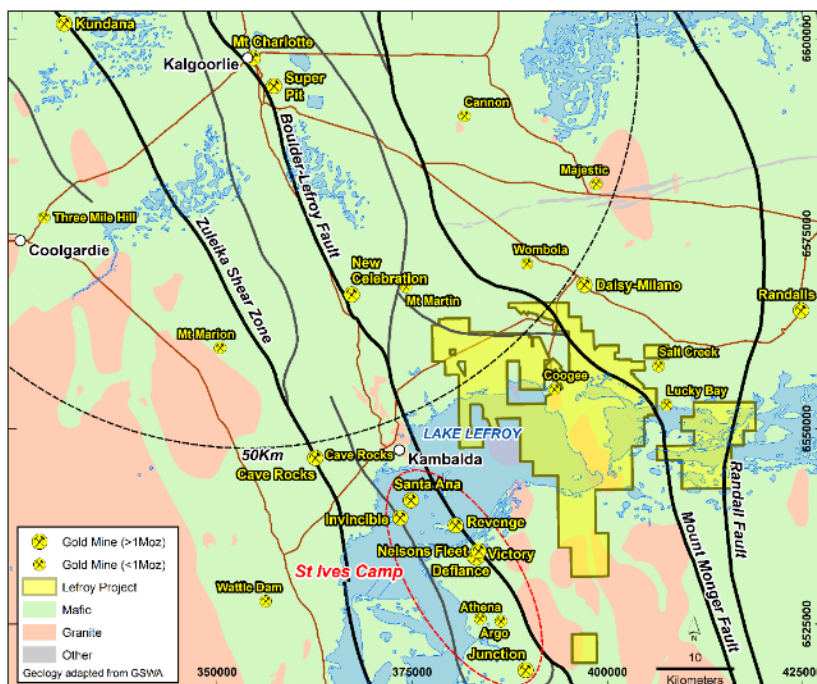 Kundana
Mt Charlotte
Kalgoorlie
Super
Pit
6600000
Cannon
Boulder-Lefroy Fault
Majestic
Three Mile Hill
Coolgardie
Zuleika Shear Zone
Wombola
6575000
New
Celebration
Mt Martin
Daisy-Milano
Randalls
Mt Marion
Salt Creek
Coogee
Lucky Bay
LAKE LEFROY
6550000
50Km
Cave Rocks
Cave Rocks
Kambalda
Randall Fault
Santa Ana
Invincible
Revenge
Mount Monger Fault
Nelsons Fleet
Victory
Defiance
St Ives Camp
Wattle Dam
Athena
Argo
6525000
Junction
Gold Mine (>1Moz)
Gold Mine (<1Moz)
Lefroy Project
Mafic
Granite
Other
Geology adapted from GSWA
N
10
Kilometers
350000
375000
400000
425000